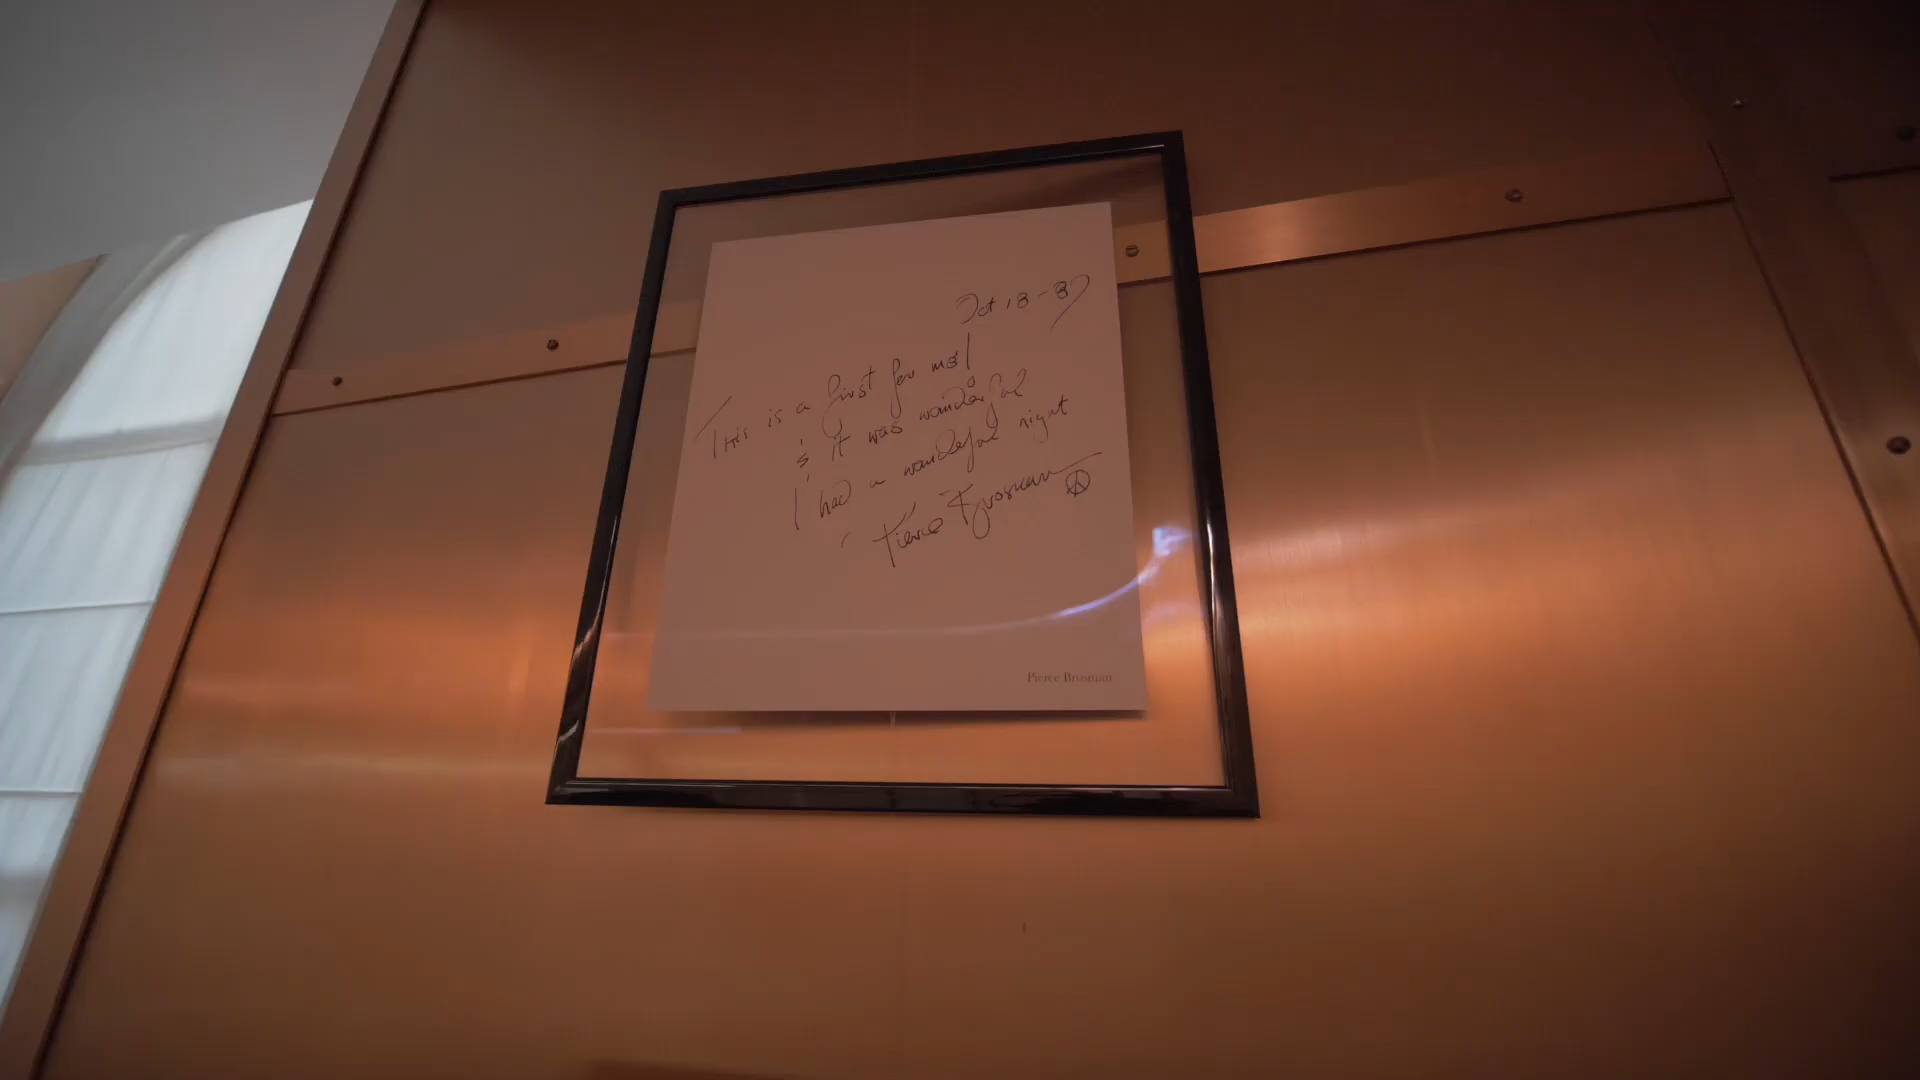 Oct 18-87
This is a first for me!
& it was wonderful
I had a wonderful night
Pierce Brosnan
Pierce Brosnan